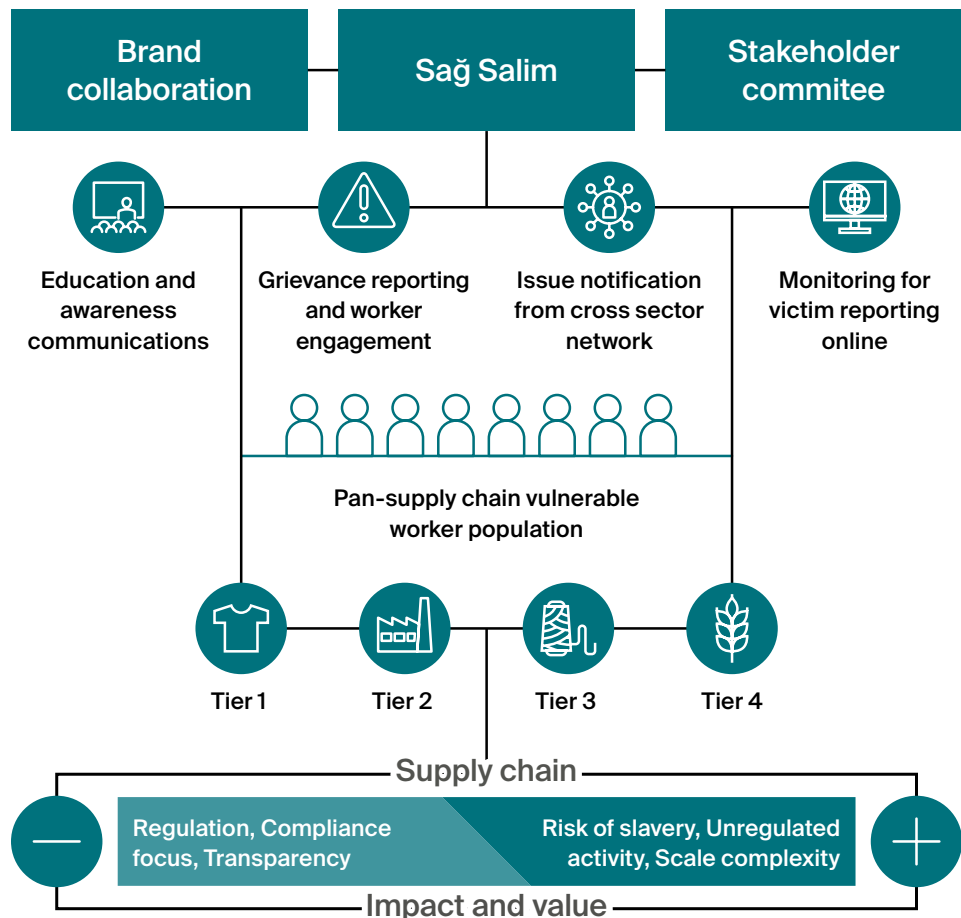 Brand
collaboration
Sağ Salim
Stakeholder
commitee
Education and
awareness
communications
Grievance reporting
and worker
engagement
Issue notification
from cross sector
network
Monitoring for
victim reporting
online
Pan-supply chain vulnerable
worker population
Tier 1
Tier 2
Tier 3
Tier 4
Supply chain
Regulation, Compliance
focus, Transparency
Risk of slavery, Unregulated
activity, Scale complexity
Impact and value